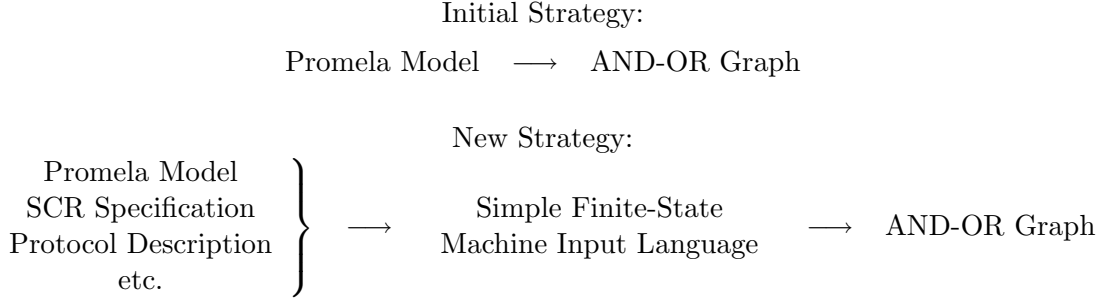 Initial Strategy:
Promela Model ⟶ AND-OR Graph
New Strategy:
Promela Model
SCR Specification
Protocol Description
etc.
⟶
Simple Finite-State
Machine Input Language
⟶
AND-OR Graph